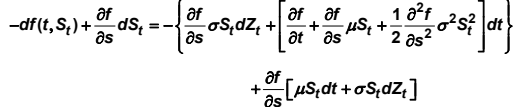 −df(t, S_t) + ∂f/∂s dS_t = −{∂f/∂s σS_t dZ_t + [∂f/∂t + ∂f/∂s μS_t + 1/2 ∂²f/∂s² σ²S_t²] dt}
+ ∂f/∂s [μS_t dt + σS_t dZ_t]